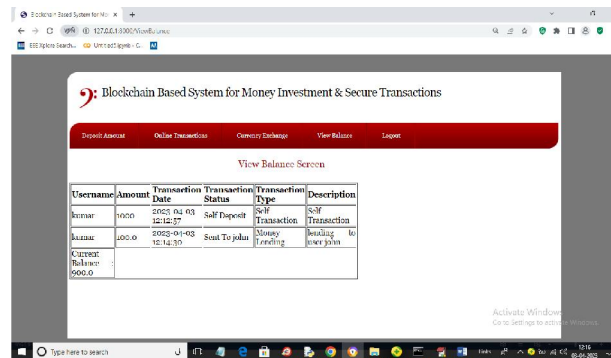 Blockchain Based System for Mo
127.0.0.1:8000/ViewBalance
Blockchain Based System for Money Investment & Secure Transactions
Deposit Amount Online Transactions Currency Exchange View Balance Logout
View Balance Screen
Username Amount Transaction Date Transaction Status Transaction Type Description
kumar 1000 2023-04-03 12:12:57 Self Deposit Self Transaction Self Transaction
kumar 100.0 2023-04-03 12:14:30 Sent To john Money Lending lending to user john
Current Balance : 900.0
Activate Windows
Go to Settings to activate Windows.
Type here to search
12:16